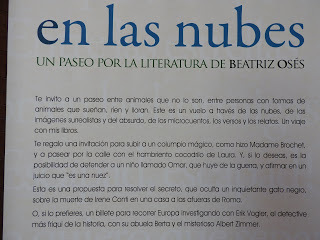 en las nubes
UN PASEO POR LA LITERATURA DE BEATRIZ OSÉS
Te invito a un paseo entre animales que no lo son, entre personas con formas de
animales que sueñan, ríen y lloran. Este es un vuelo a través de las nubes, de las
imágenes surrealistas y del absurdo, de los microcuentos, los versos y los relatos. Un viaje
con mis libros.
Te regalo una invitación para subir a un columpio mágico, como hizo Madame Brochet,
y a pasear por la calle con el hambriento cocodrilo de Laura. Y, si lo deseas, es la
posibilidad de defender a un niño llamado Omar, que huye de la guerra, y afirmar en un
juicio que "es una nuez".
Esta es una propuesta para resolver el secreto, que oculta un inquietante gato negro,
sobre la muerte de Irene Conti en una casa a las afueras de Roma.
O, si lo prefieres, un billete para recorrer Europa investigando con Erik Vogler, el detective
más friqui de la historia, con su abuela Berta y el misterioso Albert Zimmer.